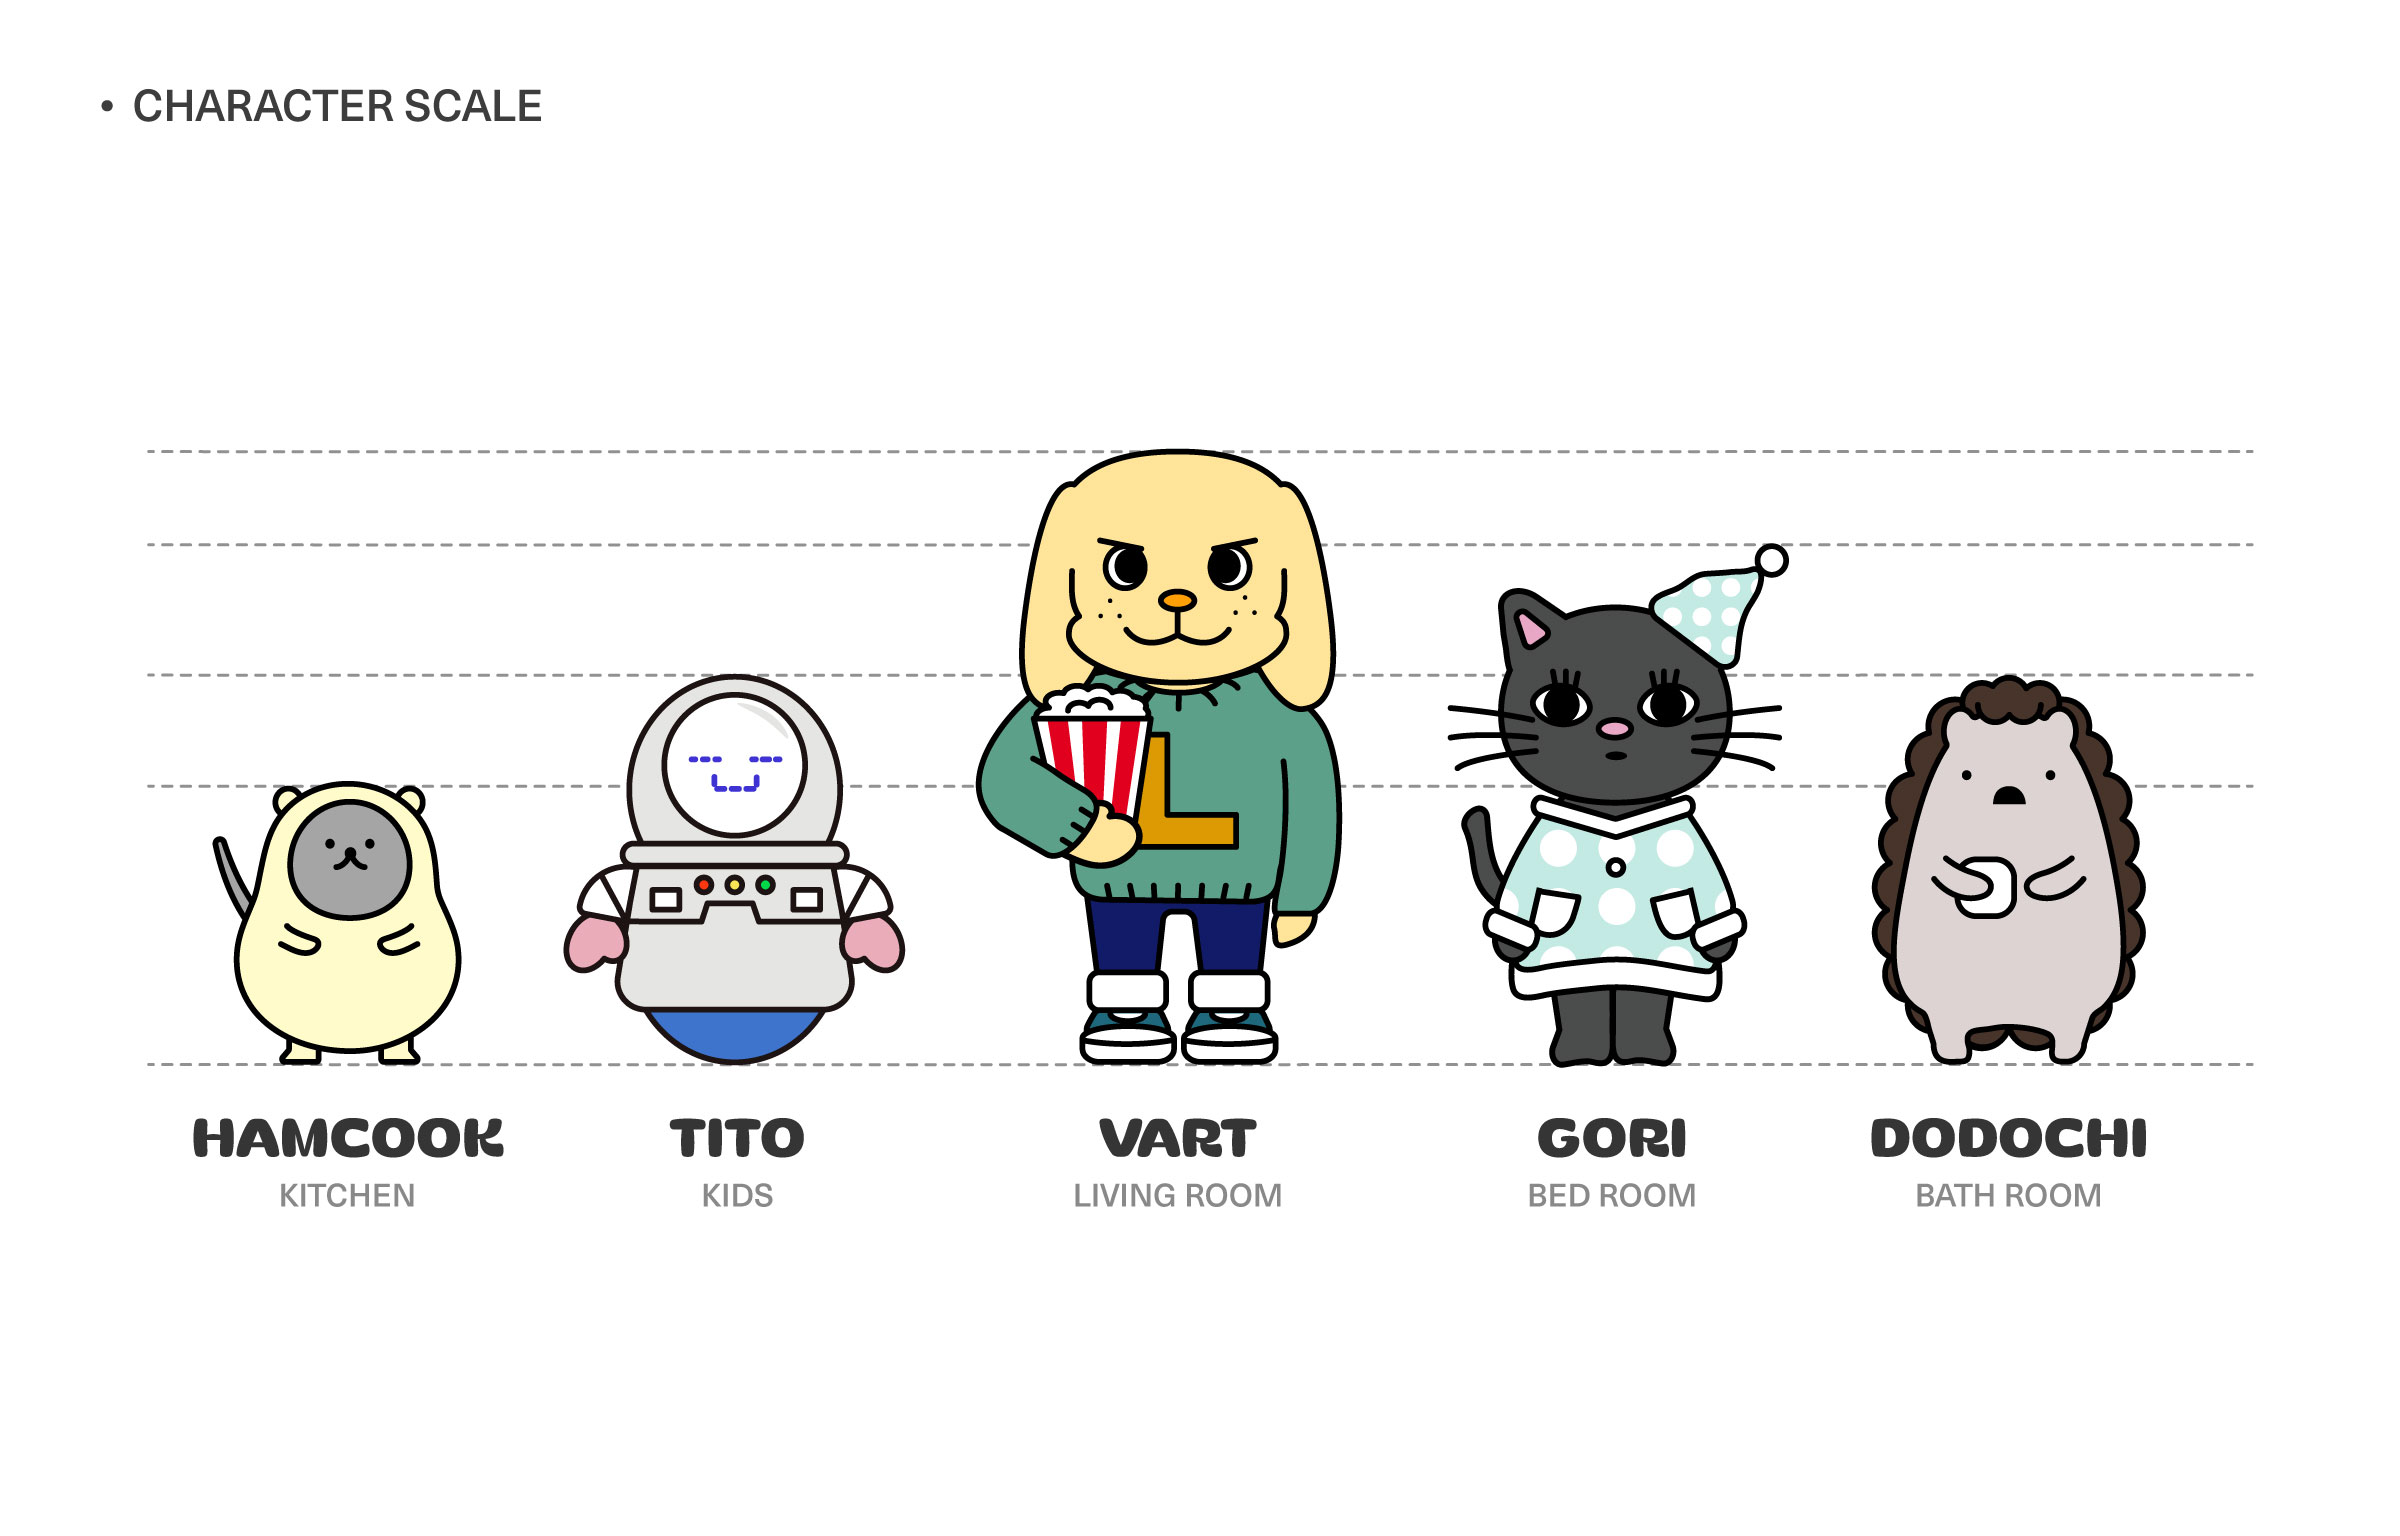 • CHARACTER SCALE
L
HAMCOOK
KITCHEN
TITO
KIDS
VART
LIVING ROOM
GORI
BED ROOM
DODOCHI
BATH ROOM